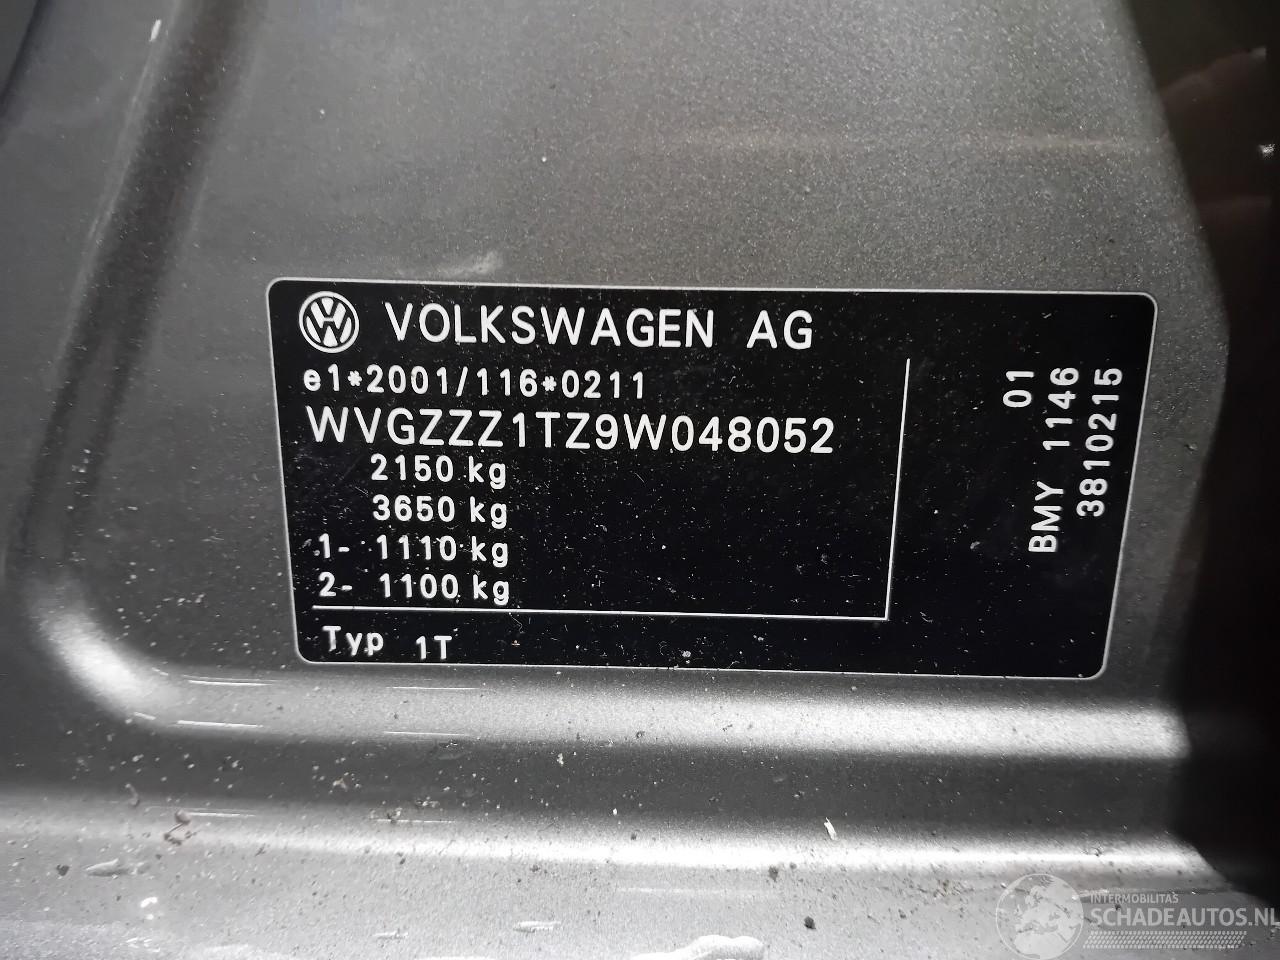 VOLKSWAGEN AG
e1*2001/116*0211
WVGZZZ1TZ9W048052
2150 kg
3650 kg
1- 1110 kg
2- 1100 kg
Typ 1T
01
BMY 1146
3810215
INTERMOBILITAS
SCHADEAUTOS.NL